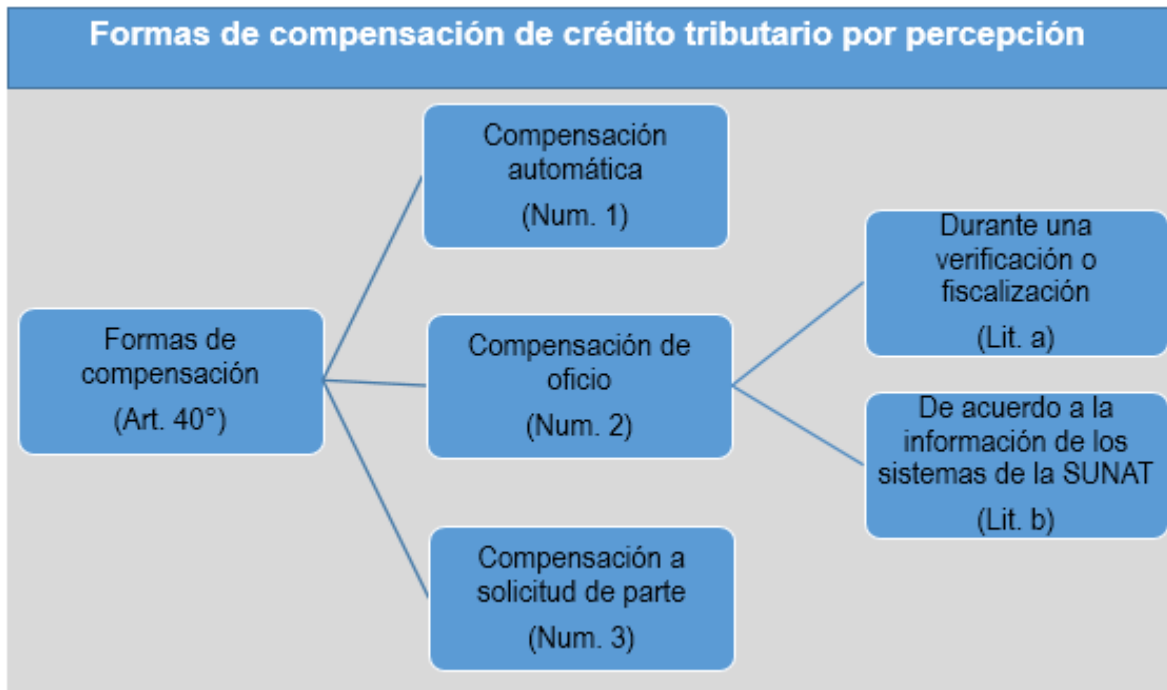 Formas de compensación de crédito tributario por percepción
Formas de
compensación
(Art. 40°)
Compensación
automática
(Num. 1)
Compensación de
oficio
(Num. 2)
Durante una
verificación o
fiscalización
(Lit. a)
De acuerdo a la
información de los
sistemas de la SUNAT
(Lit. b)
Compensación a
solicitud de parte
(Num. 3)